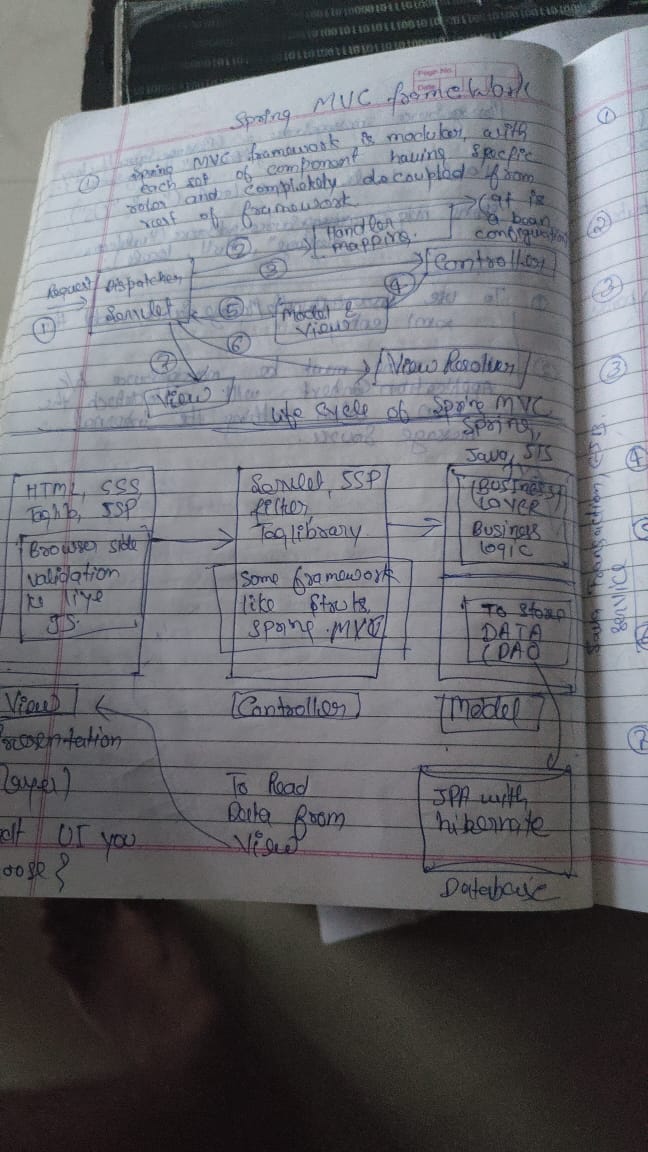 Page No.
Date
Spring MVC frameWork
① Spring MVC framework is modular, with
each set of component having specfic
roles and completely decoupled from
rest of framework
② Handler
mapping.
(It is
a bean
configuration)
Request
①
Dispatcher
Servlet
③
Controller
④
⑤
Model &
View
⑥
View Resolver
⑦
View
Life Cycle of Spring MVC
HTML, CSS,
Taglib, JSP
Browser side
validation
JS.
Servlet, JSP
filter,
Tag library
Some framework
like Struts,
Spring MVC
Spring,
Java,
(Business)
Layer
Business
Logic
To Store
DATA
(DAO
View
Presentation
Layer)
UI you
Controller
To Read
Data from
View
Model
JPA with
hibernate
Database
Service
①
②
③
③
④
⑦